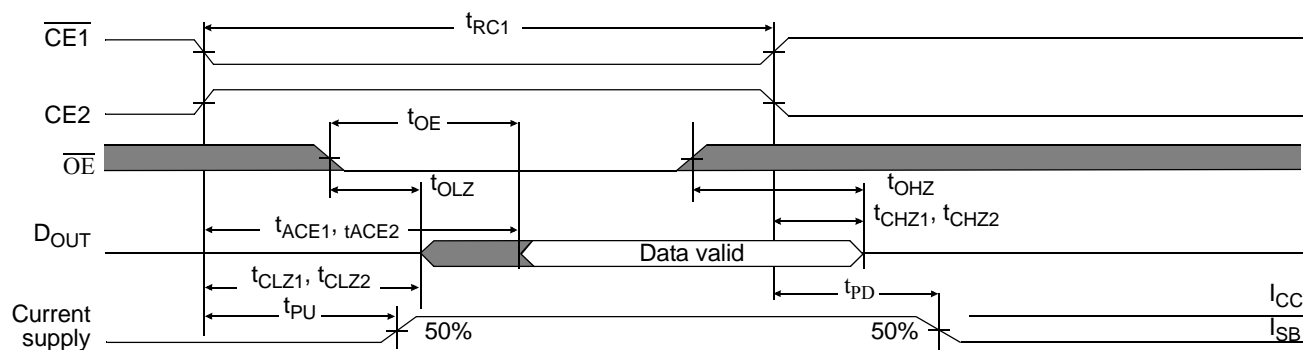 tRC1
CE1
CE2
tOE
OE
tOLZ
tOHZ
tACE1, tACE2
tCHZ1, tCHZ2
DOUT
Data valid
tCLZ1, tCLZ2
tPU
tPD
ICC
Current
supply
50%
50%
ISB